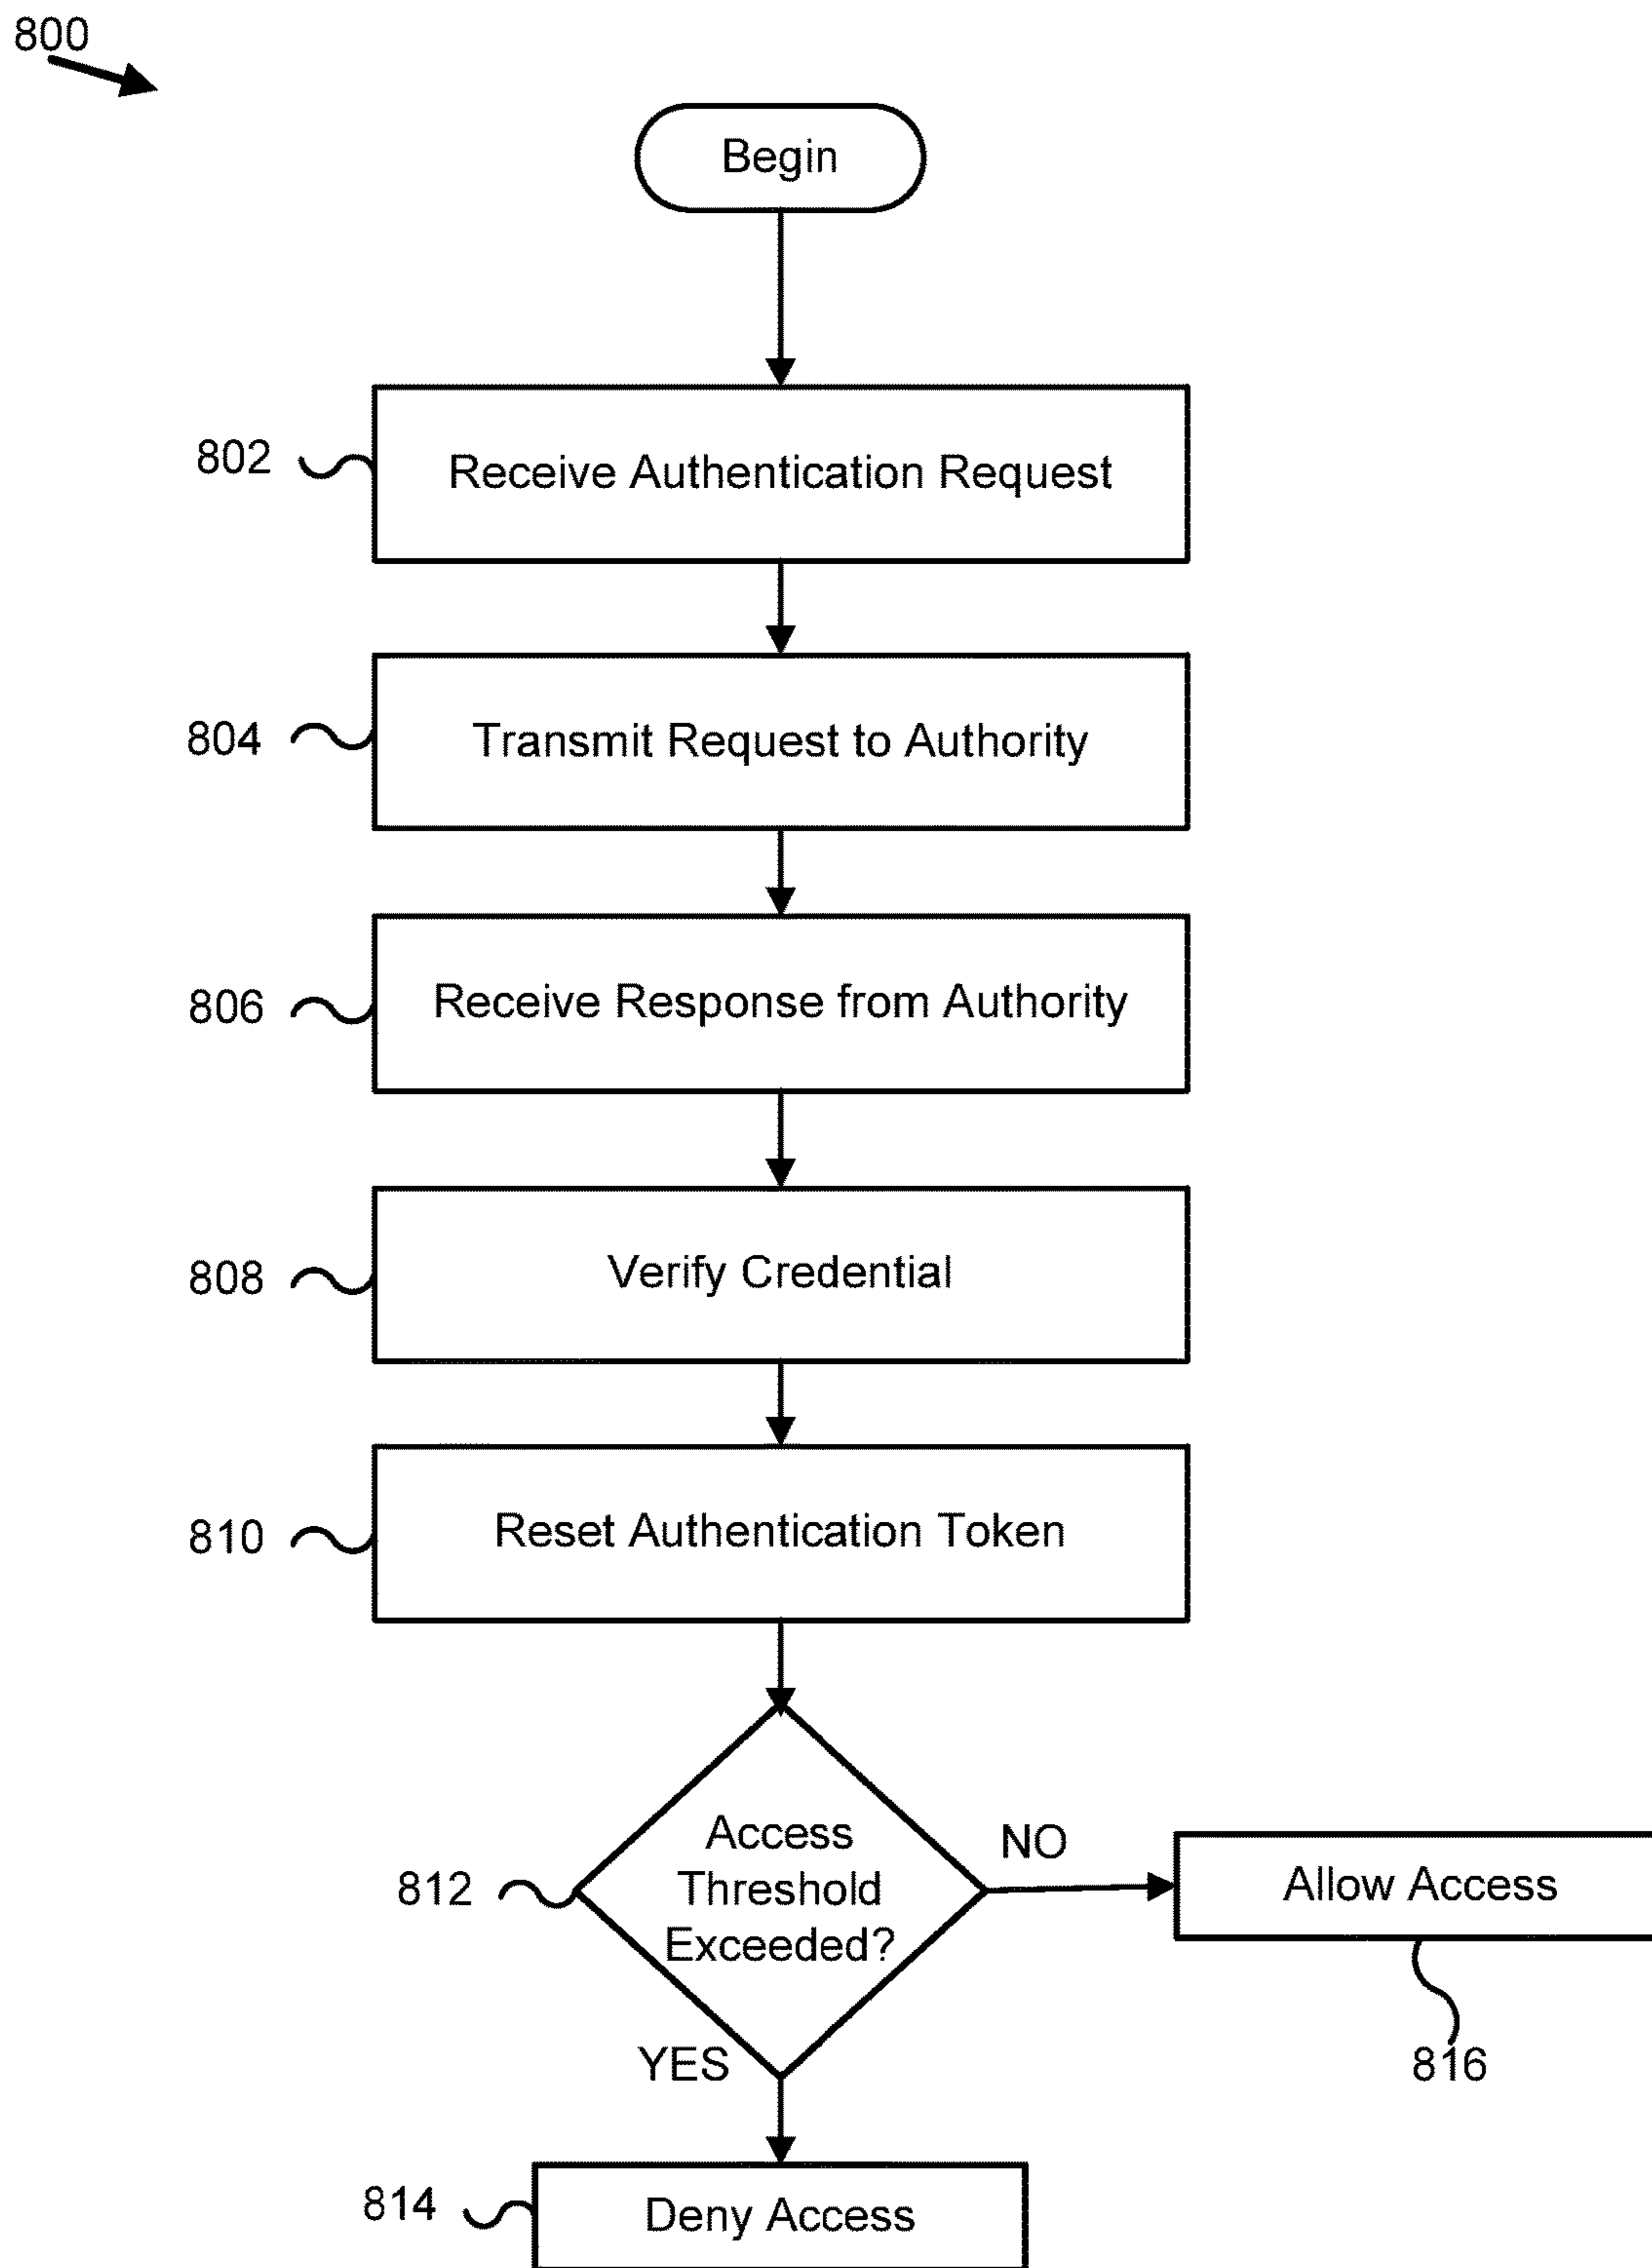 800
Begin
802
Receive Authentication Request
804
Transmit Request to Authority
806
Receive Response from Authority
808
Verify Credential
810
Reset Authentication Token
812
Access
Threshold
Exceeded?
NO
Allow Access
816
YES
814
Deny Access